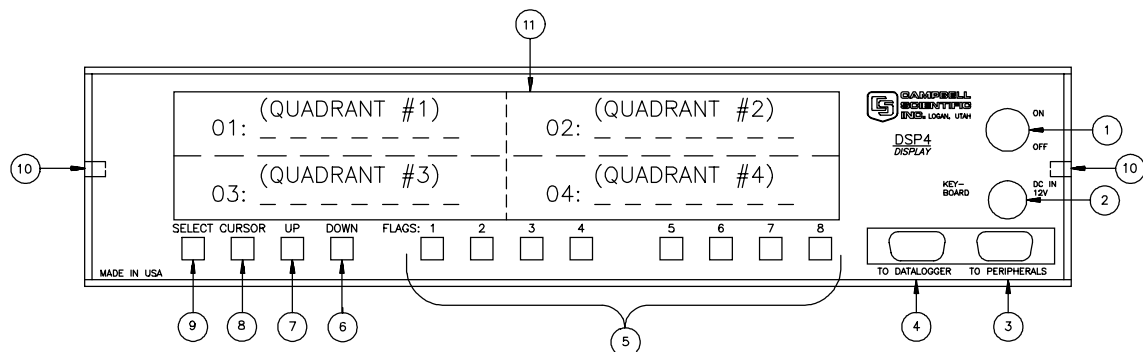 11
(QUADRANT #1)
01: _ _ _ _ _ _ _
(QUADRANT #2)
02: _ _ _ _ _ _ _
(QUADRANT #3)
03: _ _ _ _ _ _ _
(QUADRANT #4)
04: _ _ _ _ _ _ _
CAMPBELL
SCIENTIFIC
INC. LOGAN, UTAH
DSP4
DISPLAY
ON
OFF
1
10
10
KEY-
BOARD
DC IN
12V
2
SELECT CURSOR UP DOWN FLAGS: 1 2 3 4 5 6 7 8
MADE IN USA
TO DATALOGGER TO PERIPHERALS
9 8 7 6 5 4 3